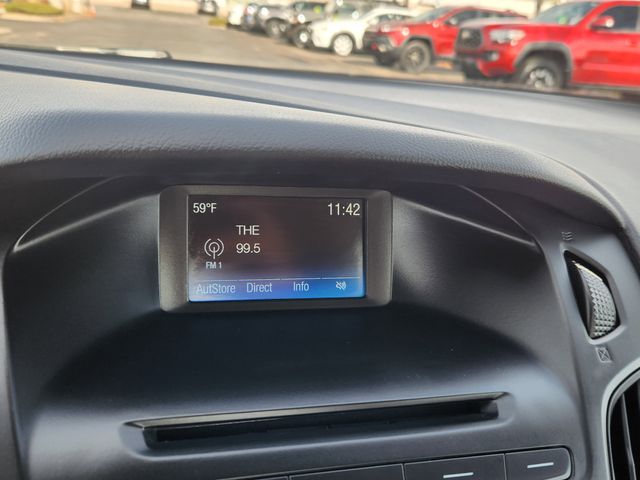 59°F 11:42
THE
99.5
FM 1
AutStore Direct Info